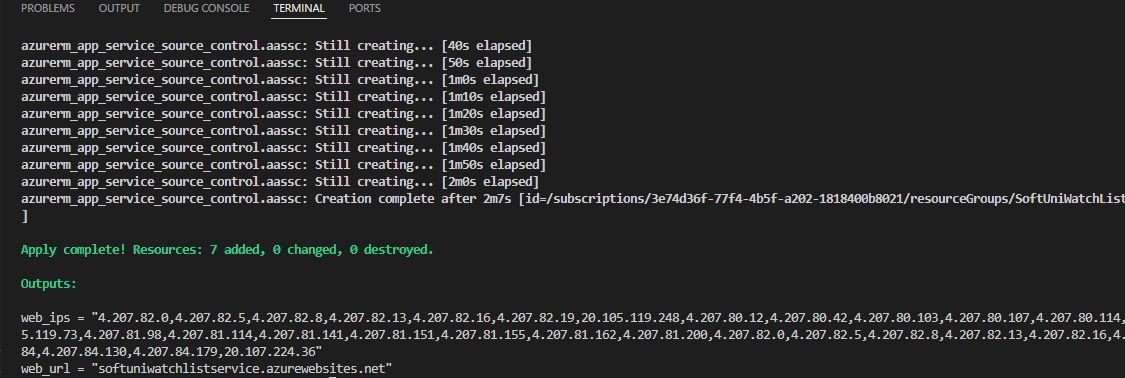 PROBLEMS OUTPUT DEBUG CONSOLE TERMINAL PORTS
azurerm_app_service_source_control.aassc: Still creating... [40s elapsed]
azurerm_app_service_source_control.aassc: Still creating... [50s elapsed]
azurerm_app_service_source_control.aassc: Still creating... [1m0s elapsed]
azurerm_app_service_source_control.aassc: Still creating... [1m10s elapsed]
azurerm_app_service_source_control.aassc: Still creating... [1m20s elapsed]
azurerm_app_service_source_control.aassc: Still creating... [1m30s elapsed]
azurerm_app_service_source_control.aassc: Still creating... [1m40s elapsed]
azurerm_app_service_source_control.aassc: Still creating... [1m50s elapsed]
azurerm_app_service_source_control.aassc: Still creating... [2m0s elapsed]
azurerm_app_service_source_control.aassc: Creation complete after 2m7s [id=/subscriptions/3e74d36f-77f4-4b5f-a202-1818400b8021/resourceGroups/SoftUniWatchList
]
Apply complete! Resources: 7 added, 0 changed, 0 destroyed.
Outputs:
web_ips = "4.207.82.0,4.207.82.5,4.207.82.8,4.207.82.13,4.207.82.16,4.207.82.19,20.105.119.248,4.207.80.12,4.207.80.42,4.207.80.103,4.207.80.107,4.207.80.114,
5.119.73,4.207.81.98,4.207.81.114,4.207.81.141,4.207.81.151,4.207.81.155,4.207.81.162,4.207.81.200,4.207.82.0,4.207.82.5,4.207.82.8,4.207.82.13,4.207.82.16,4.
84,4.207.84.130,4.207.84.179,20.107.224.36"
web_url = "softuniwatchlistservice.azurewebsites.net"